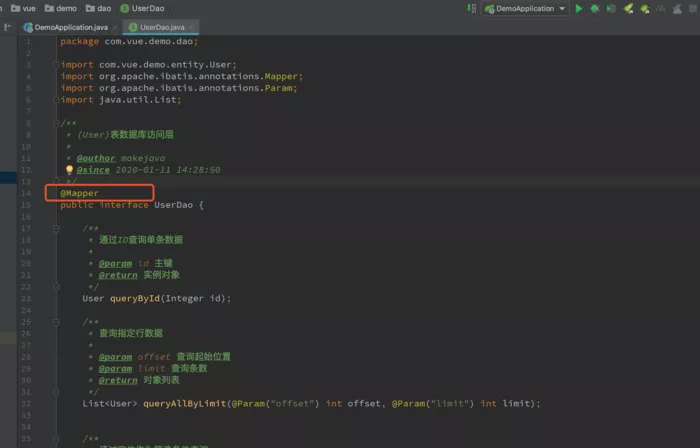 vue demo dao UserDao DemoApplication
DemoApplication.java UserDao.java
1 package com.vue.demo.dao;
2
3 import com.vue.demo.entity.User;
4 import org.apache.ibatis.annotations.Mapper;
5 import org.apache.ibatis.annotations.Param;
6 import java.util.List;
7
8 /**
9 * (User)表数据库访问层
10 *
11 * @author makejava
12 * @since 2020-01-11 14:28:50
13 */
14 @Mapper
15 public interface UserDao {
16
17 /**
18 * 通过ID查询单条数据
19 *
20 * @param id 主键
21 * @return 实例对象
22 */
23 User queryById(Integer id);
24
25 /**
26 * 查询指定行数据
27 *
28 * @param offset 查询起始位置
29 * @param limit 查询条数
30 * @return 对象列表
31 */
32 List<User> queryAllByLimit(@Param("offset") int offset, @Param("limit") int limit);
33
34
35 /**